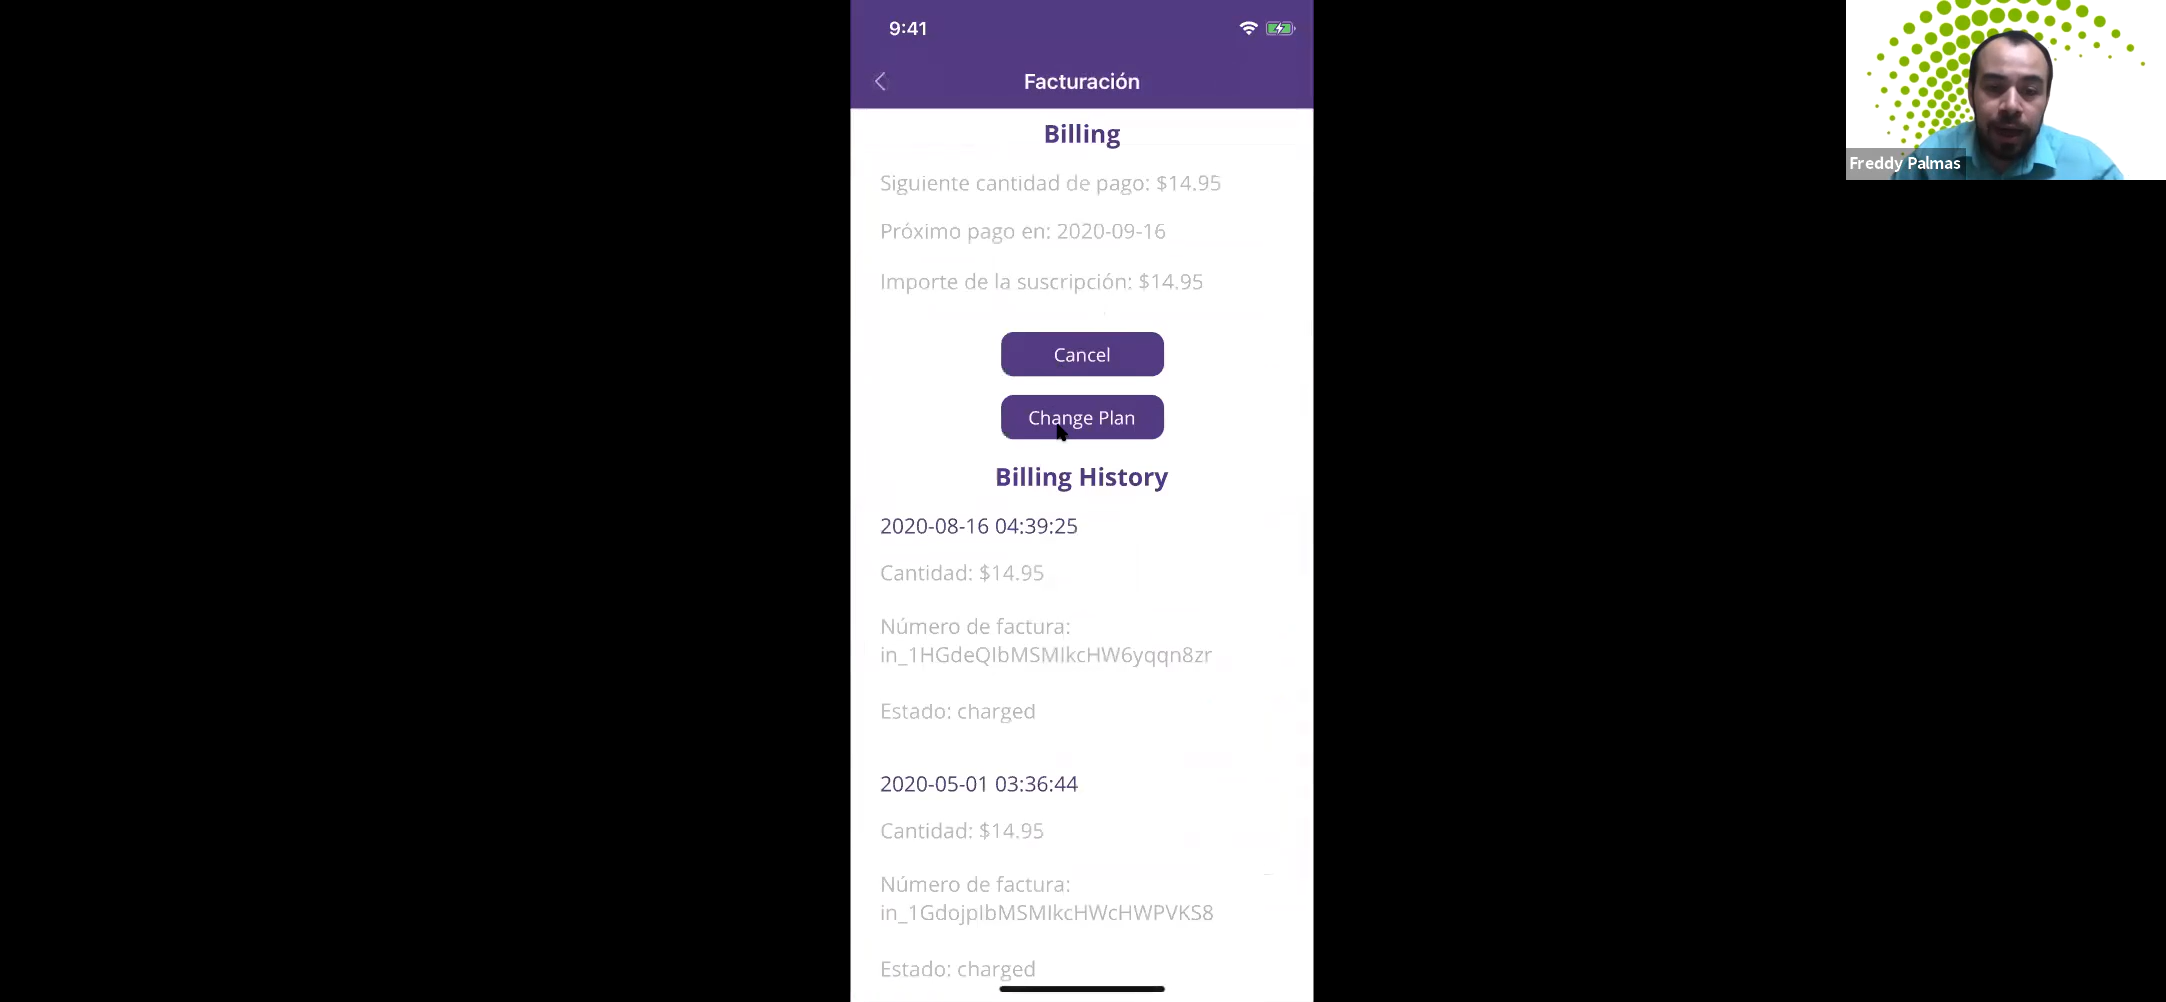 9:41
Facturación
Billing
Siguiente cantidad de pago: $14.95
Próximo pago en: 2020-09-16
Importe de la suscripción: $14.95
Cancel
Change Plan
Billing History
2020-08-16 04:39:25
Cantidad: $14.95
Número de factura:
in_1HGdeQIbMSMIkcHW6yqqn8zr
Estado: charged
2020-05-01 03:36:44
Cantidad: $14.95
Número de factura:
in_1GdojpIbMSMIkcHWcHWPVKS8
Estado: charged
Freddy Palmas